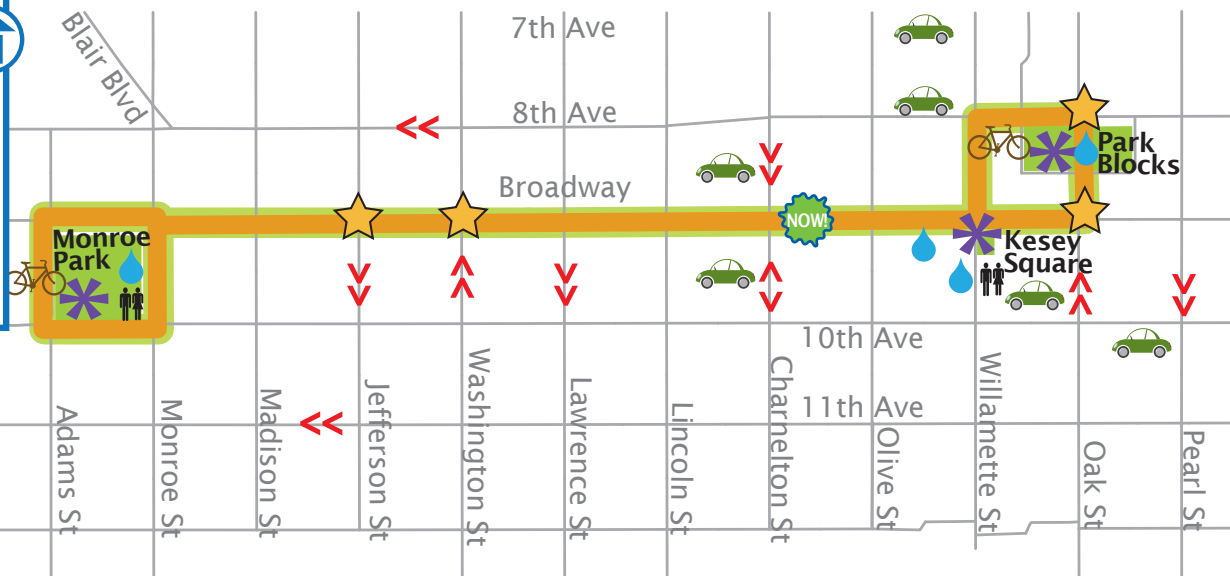 7th Ave
Blair Blvd
8th Ave
Park
Blocks
Broadway
NOW!
Monroe
Park
Kesey
Square
10th Ave
11th Ave
Adams St
Monroe St
Madison St
Jefferson St
Washington St
Lawrence St
Lincoln St
Charnelton St
Olive St
Willamette St
Oak St
Pearl St